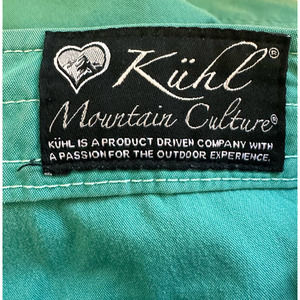 Kühl®
Mountain Culture®
KÜHL IS A PRODUCT DRIVEN COMPANY WITH
A PASSION FOR THE OUTDOOR EXPERIENCE.